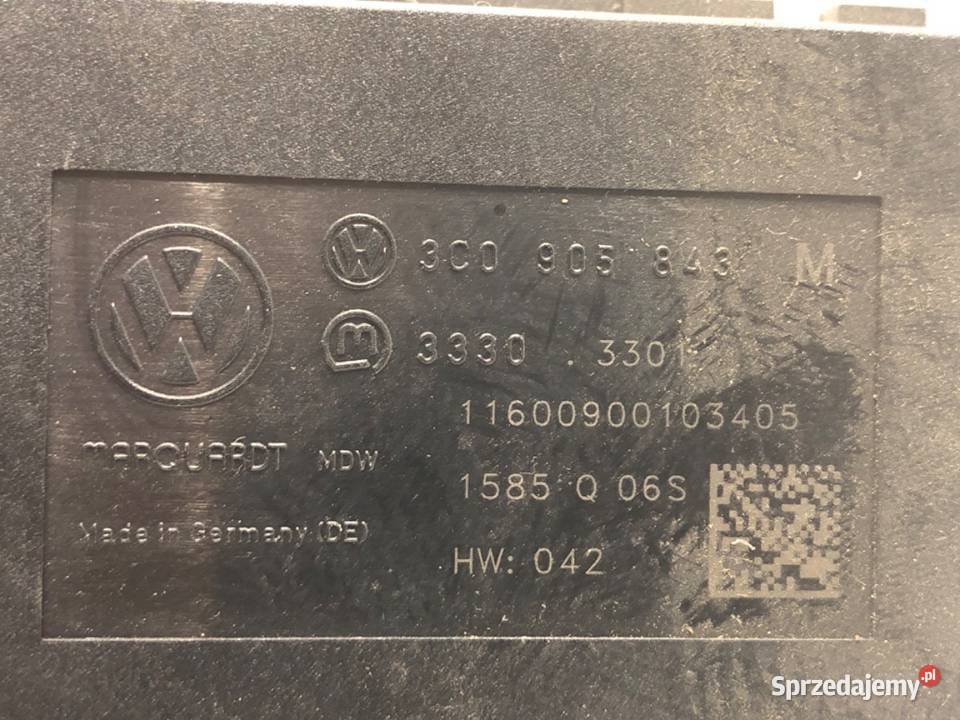 3C0 905 843 M
3330 . 3301
11600900103405
MARQUARDT MDW
1585 Q 06S
Made in Germany (DE)
HW: 042
Sprzedajemy.pl